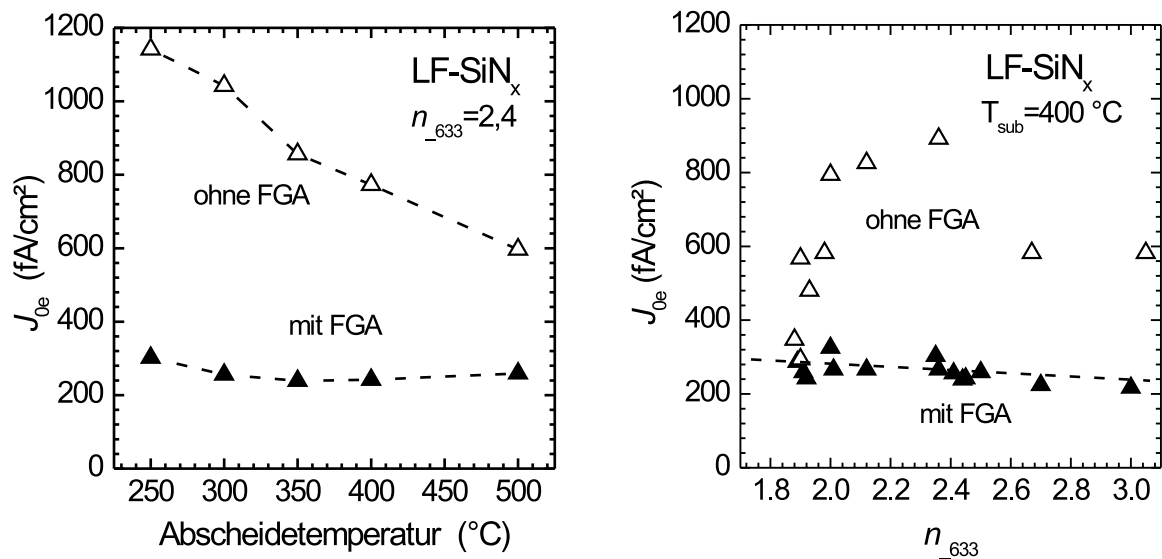 1200
1000
800
600
400
200
0
J0e (fA/cm²)
LF-SiNx
n_633=2,4
ohne FGA
mit FGA
250 300 350 400 450 500
Abscheidetemperatur (°C)
1200
1000
800
600
400
200
0
J0e (fA/cm²)
LF-SiNx
Tsub=400 °C
ohne FGA
mit FGA
1.8 2.0 2.2 2.4 2.6 2.8 3.0
n_633